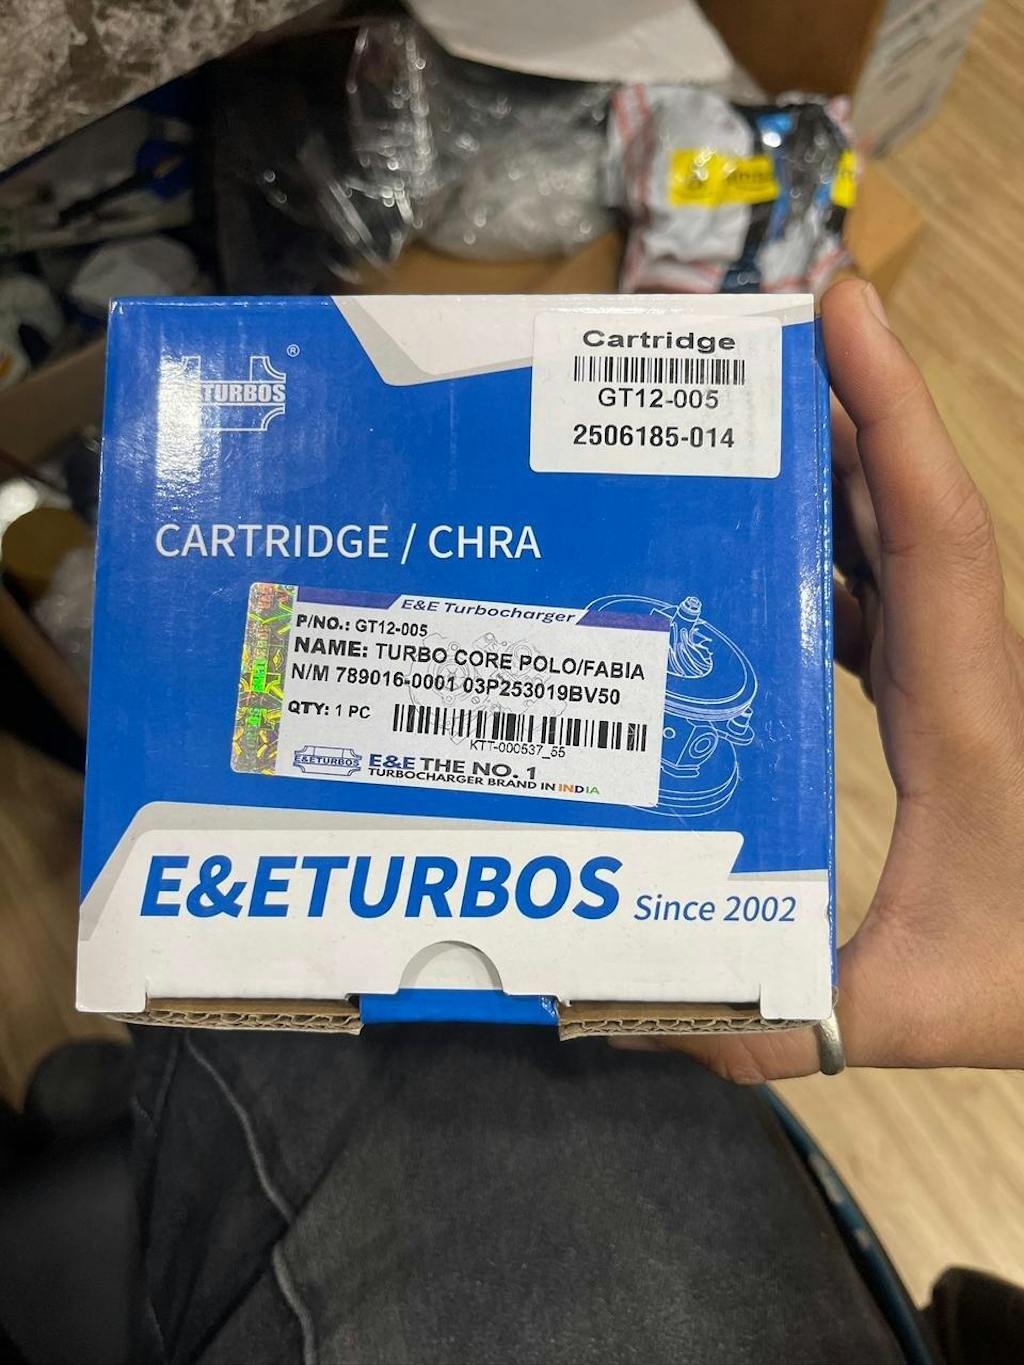 Cartridge
GT12-005
2506185-014
TURBOS
®
CARTRIDGE / CHRA
E&E Turbocharger
P/NO.: GT12-005
NAME: TURBO CORE POLO/FABIA
N/M 789016-0001 03P253019BV50
QTY: 1 PC
KTT-000537_55
E&ETURBOS
E&E THE NO. 1
TURBOCHARGER BRAND IN INDIA
E&ETURBOS Since 2002